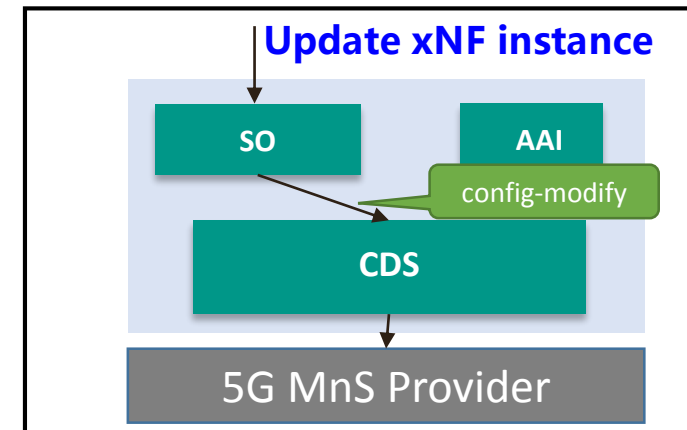 Update xNF instance
SO
AAI
config-modify
CDS
5G MnS Provider